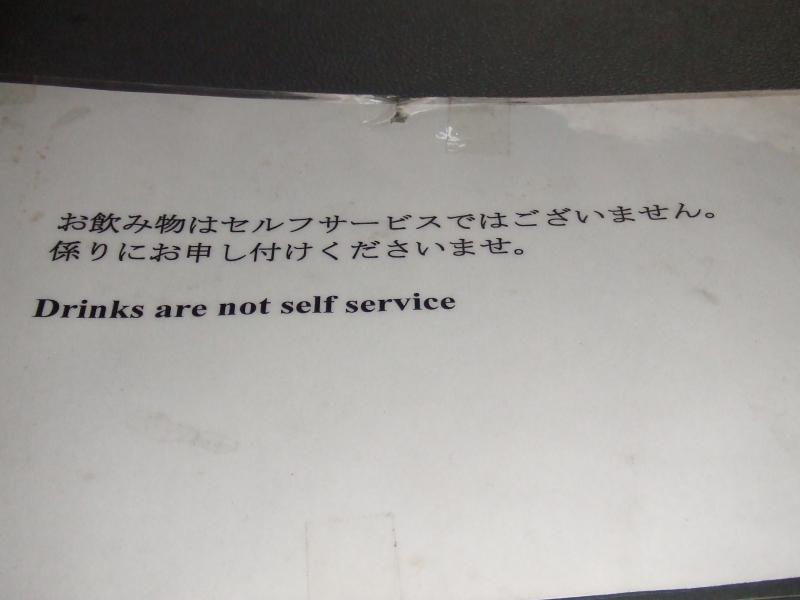 お飲み物はセルフサービスではございません。
係りにお申し付けくださいませ。
Drinks are not self service